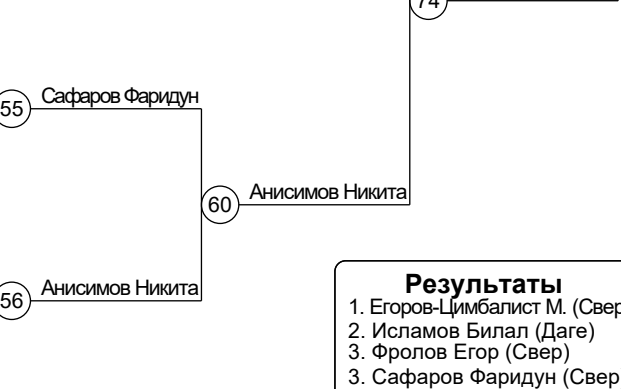 74
55 Сафаров Фаридун
60 Анисимов Никита
56 Анисимов Никита
Результаты
1. Егоров-Цимбалист М. (Свер
2. Исламов Билал (Даге)
3. Фролов Егор (Свер)
3. Сафаров Фаридун (Свер